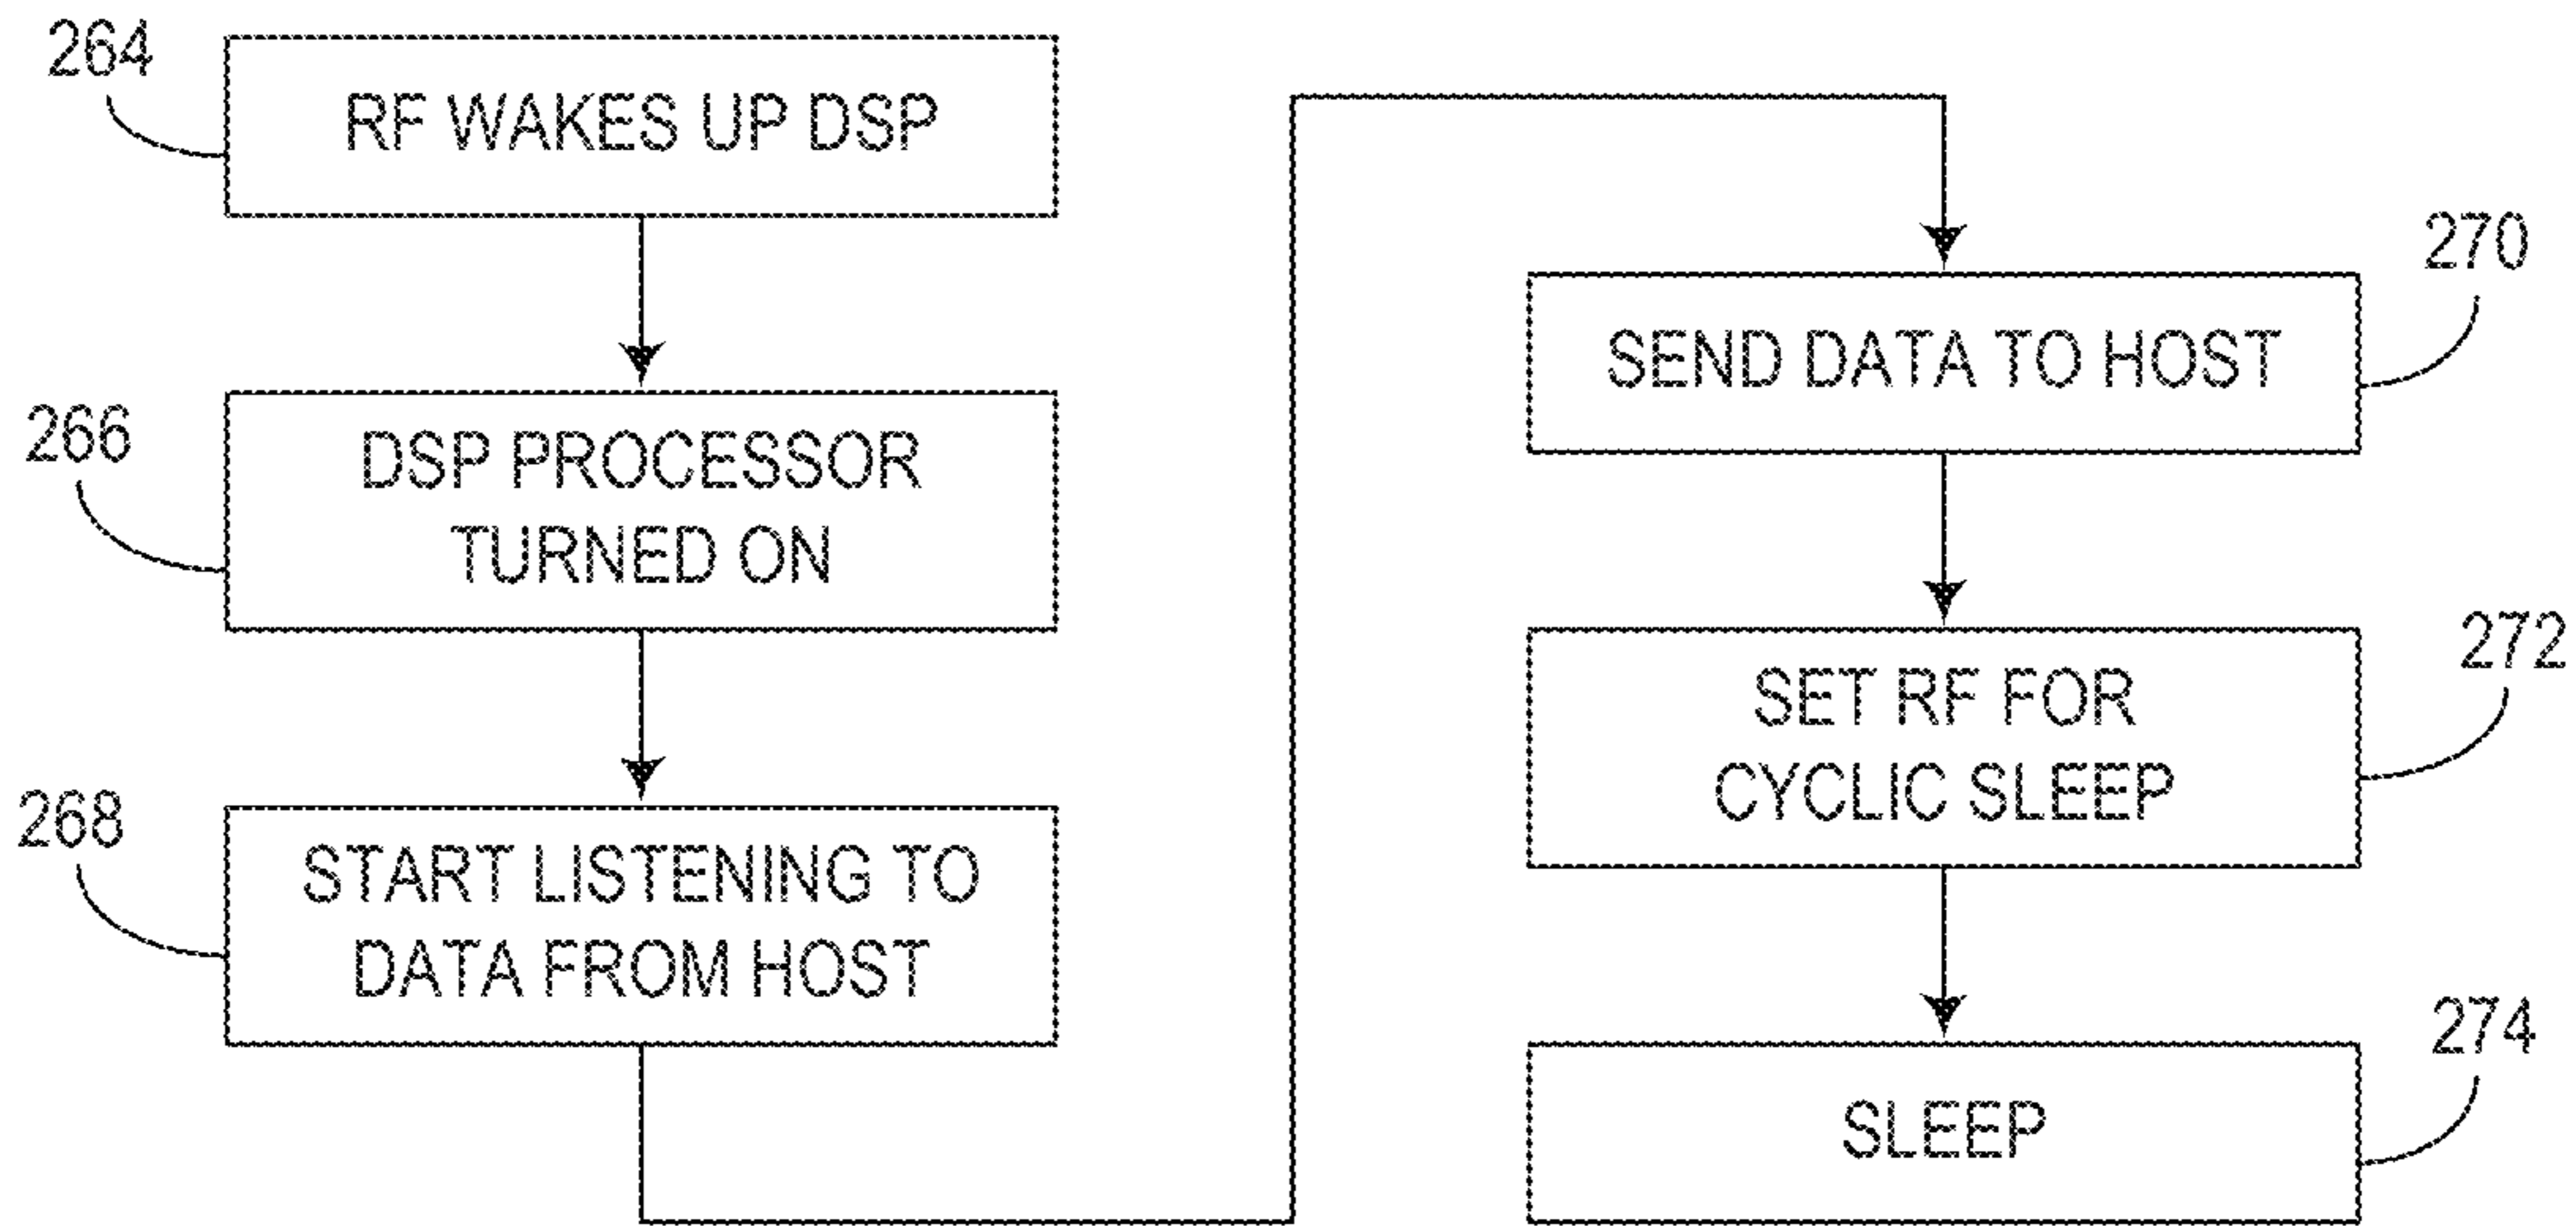 264
RF WAKES UP DSP
266
DSP PROCESSOR
TURNED ON
268
START LISTENING TO
DATA FROM HOST
270
SEND DATA TO HOST
272
SET RF FOR
CYCLIC SLEEP
274
SLEEP